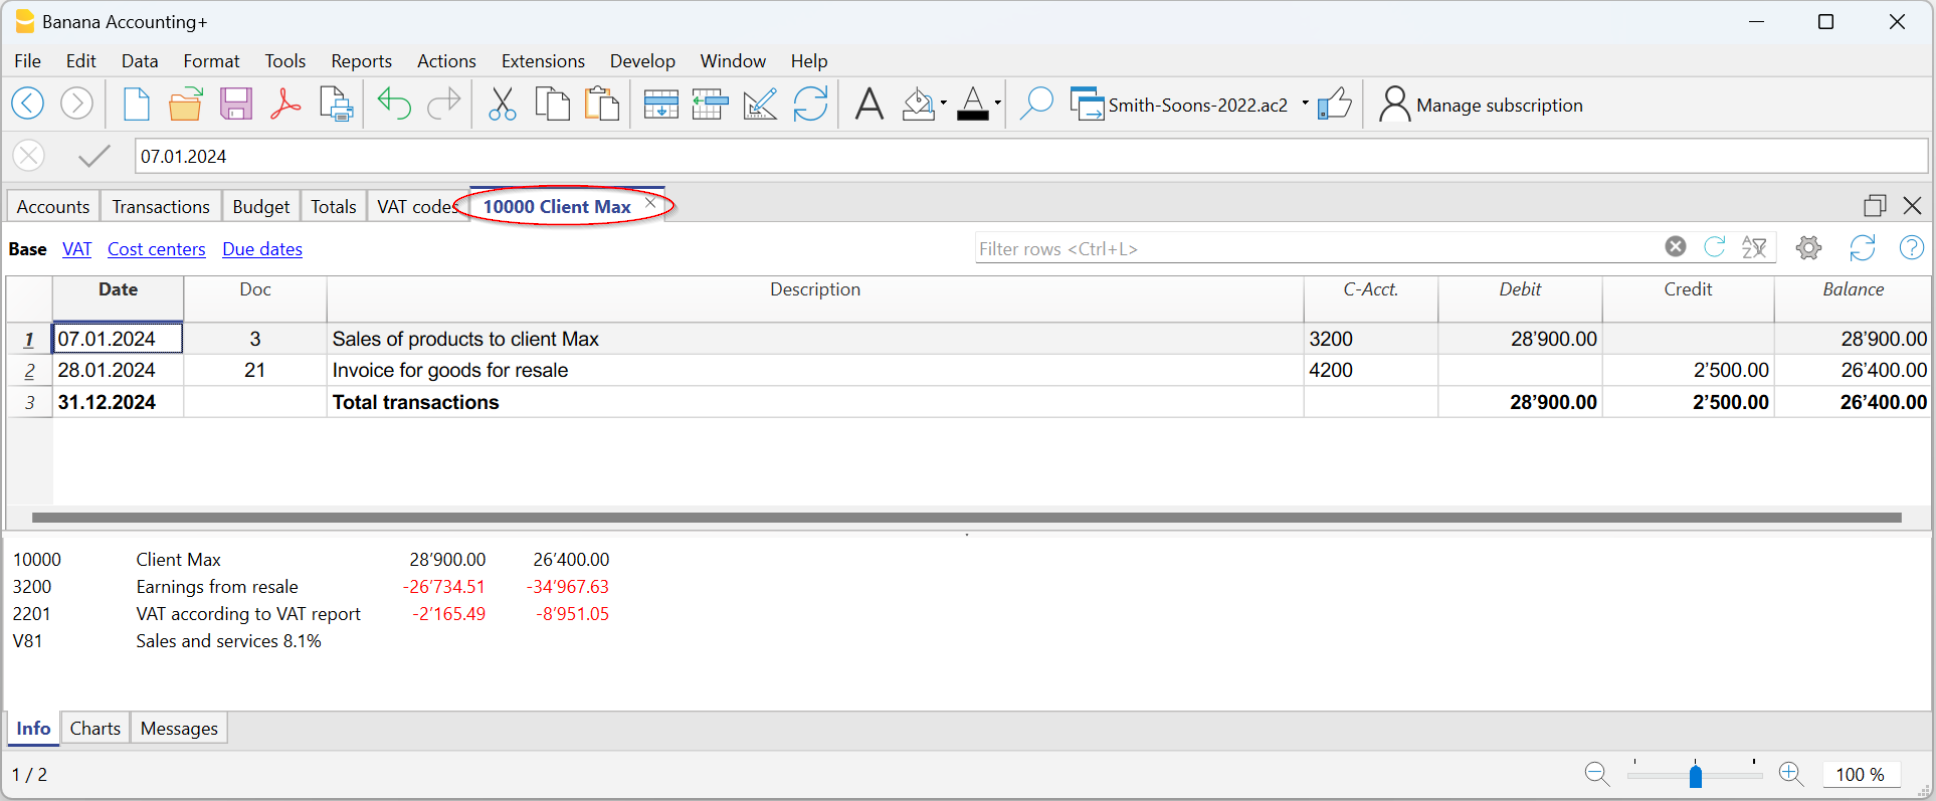 Banana Accounting+
File Edit Data Format Tools Reports Actions Extensions Develop Window Help
Smith-Soons-2022.ac2 Manage subscription
07.01.2024
Accounts Transactions Budget Totals VAT codes 10000 Client Max
Base VAT Cost centers Due dates Filter rows <Ctrl+L>
Date Doc Description C-Acct. Debit Credit Balance
1 07.01.2024 3 Sales of products to client Max 3200 28’900.00 28’900.00
2 28.01.2024 21 Invoice for goods for resale 4200 2’500.00 26’400.00
3 31.12.2024 Total transactions 28’900.00 2’500.00 26’400.00
10000 Client Max 28’900.00 26’400.00
3200 Earnings from resale -26’734.51 -34’967.63
2201 VAT according to VAT report -2’165.49 -8’951.05
V81 Sales and services 8.1%
Info Charts Messages
1 / 2 100 %